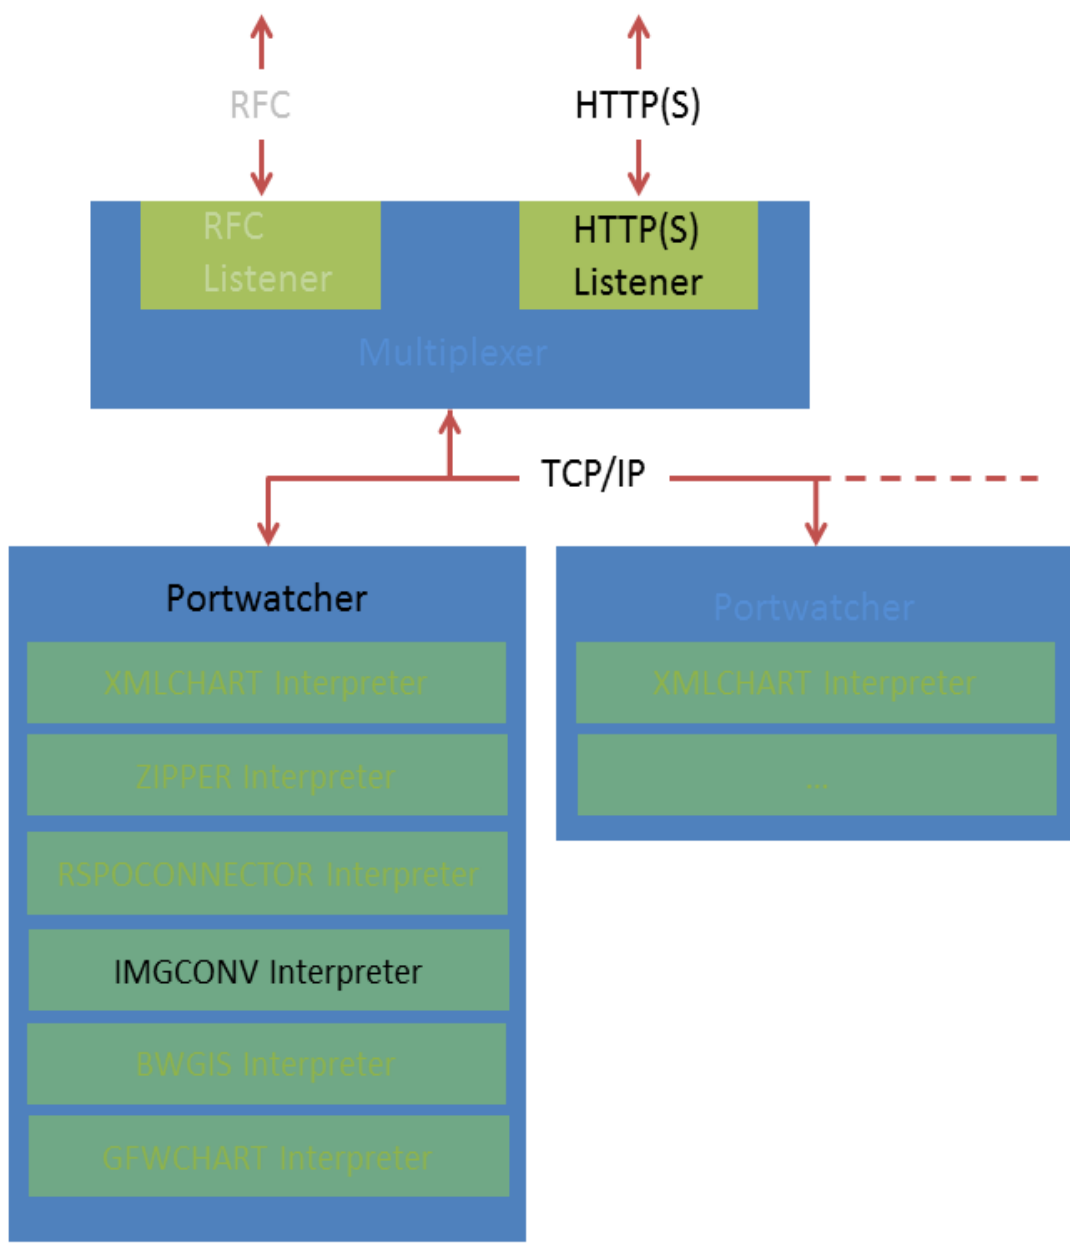 RFC
HTTP(S)
RFC
Listener
HTTP(S)
Listener
Multiplexer
TCP/IP
Portwatcher
XMLCHART Interpreter
ZIPPER Interpreter
RSPOCONNECTOR Interpreter
IMGCONV Interpreter
BWGIS Interpreter
GFWCHART Interpreter
Portwatcher
XMLCHART Interpreter
...